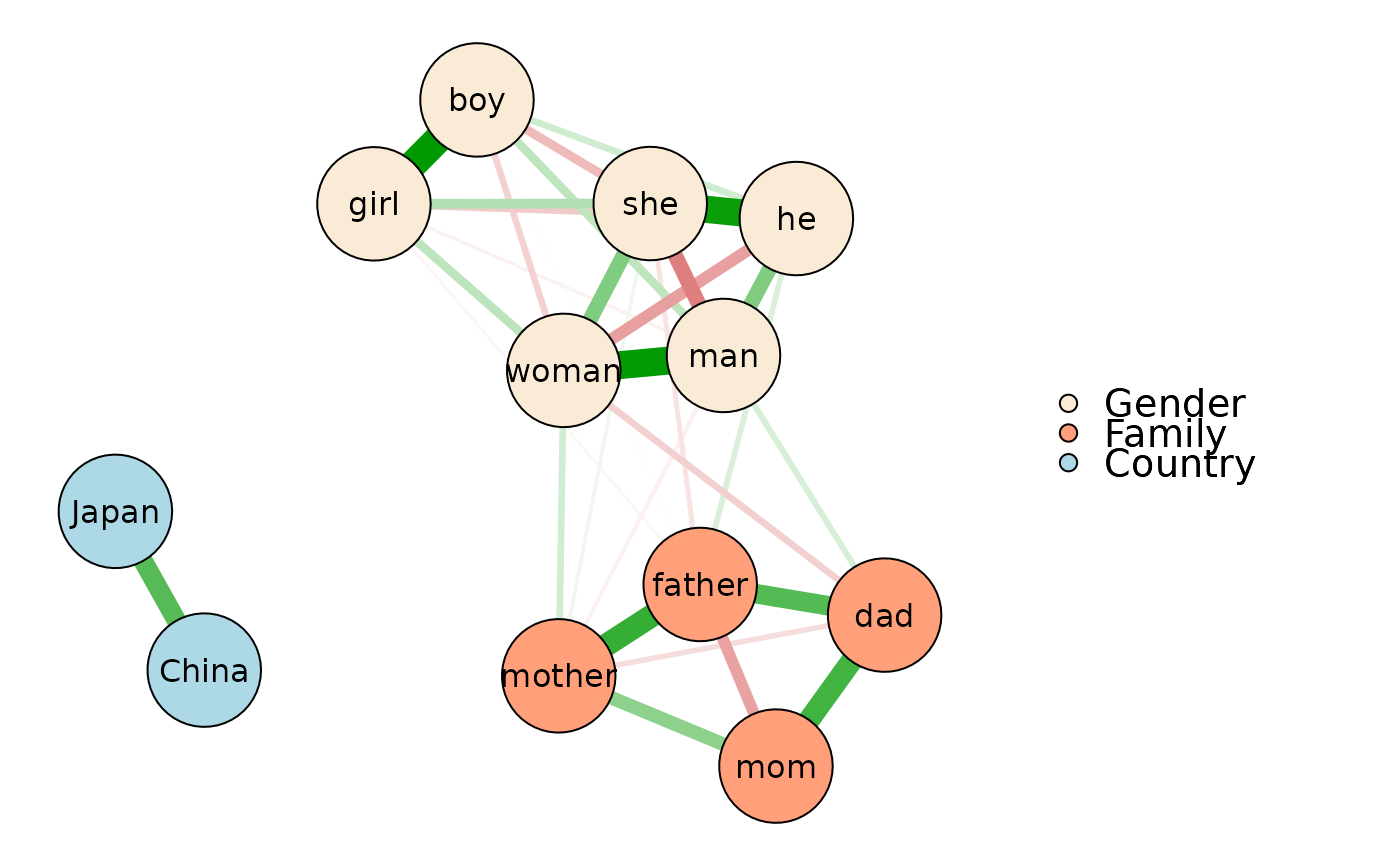 boy
girl
she
he
woman
man
Gender
Family
Country
Japan
China
father
dad
mother
mom